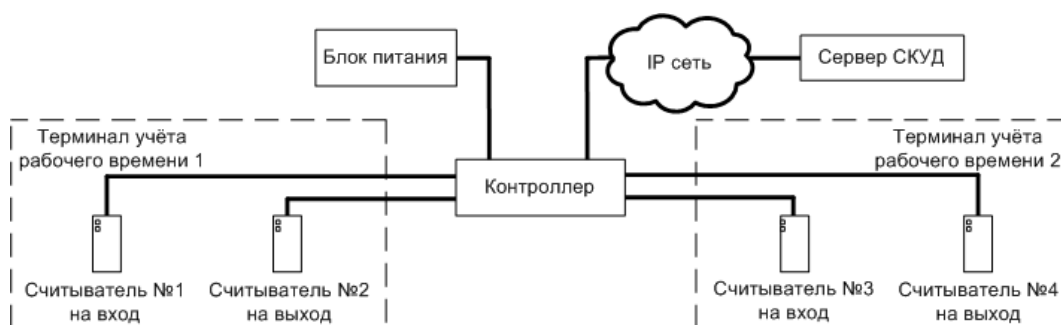 Блок питания
IP сеть
Сервер СКУД
Терминал учёта
рабочего времени 1
Терминал учёта
рабочего времени 2
Контроллер
Считыватель №1
на вход
Считыватель №2
на выход
Считыватель №3
на вход
Считыватель №4
на выход